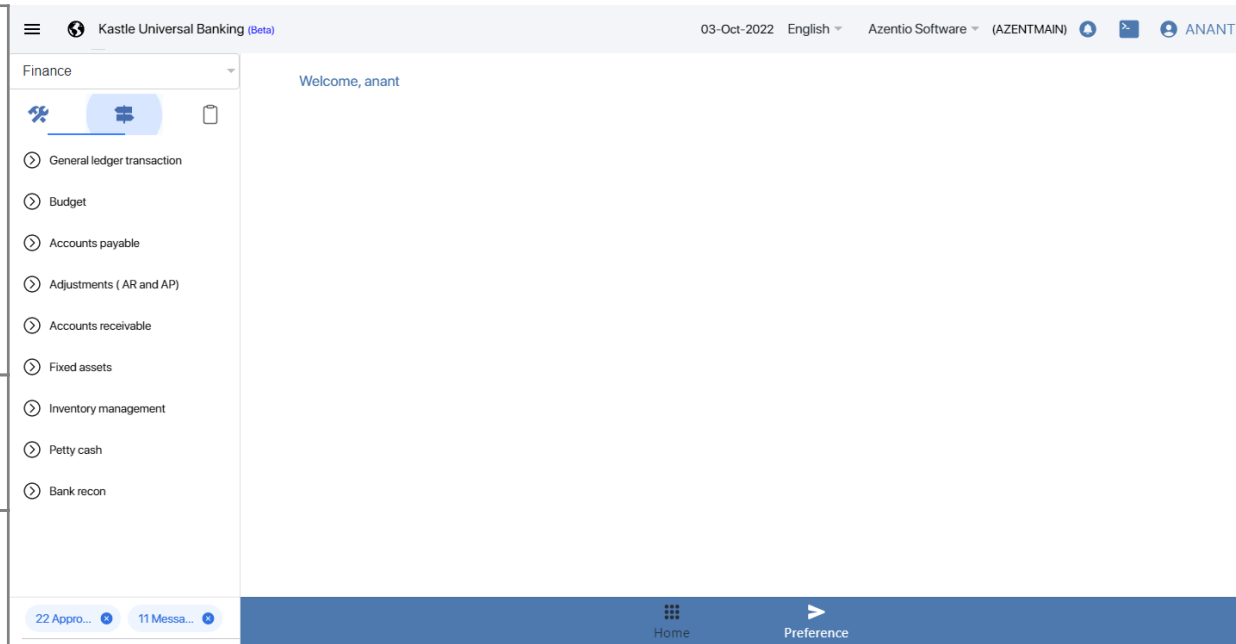 Kastle Universal Banking (Beta) 03-Oct-2022 English Azentio Software (AZENTMAIN) ANANT
Finance
Welcome, anant
General ledger transaction
Budget
Accounts payable
Adjustments ( AR and AP)
Accounts receivable
Fixed assets
Inventory management
Petty cash
Bank recon
22 Appro... 11 Messa...
Home Preference